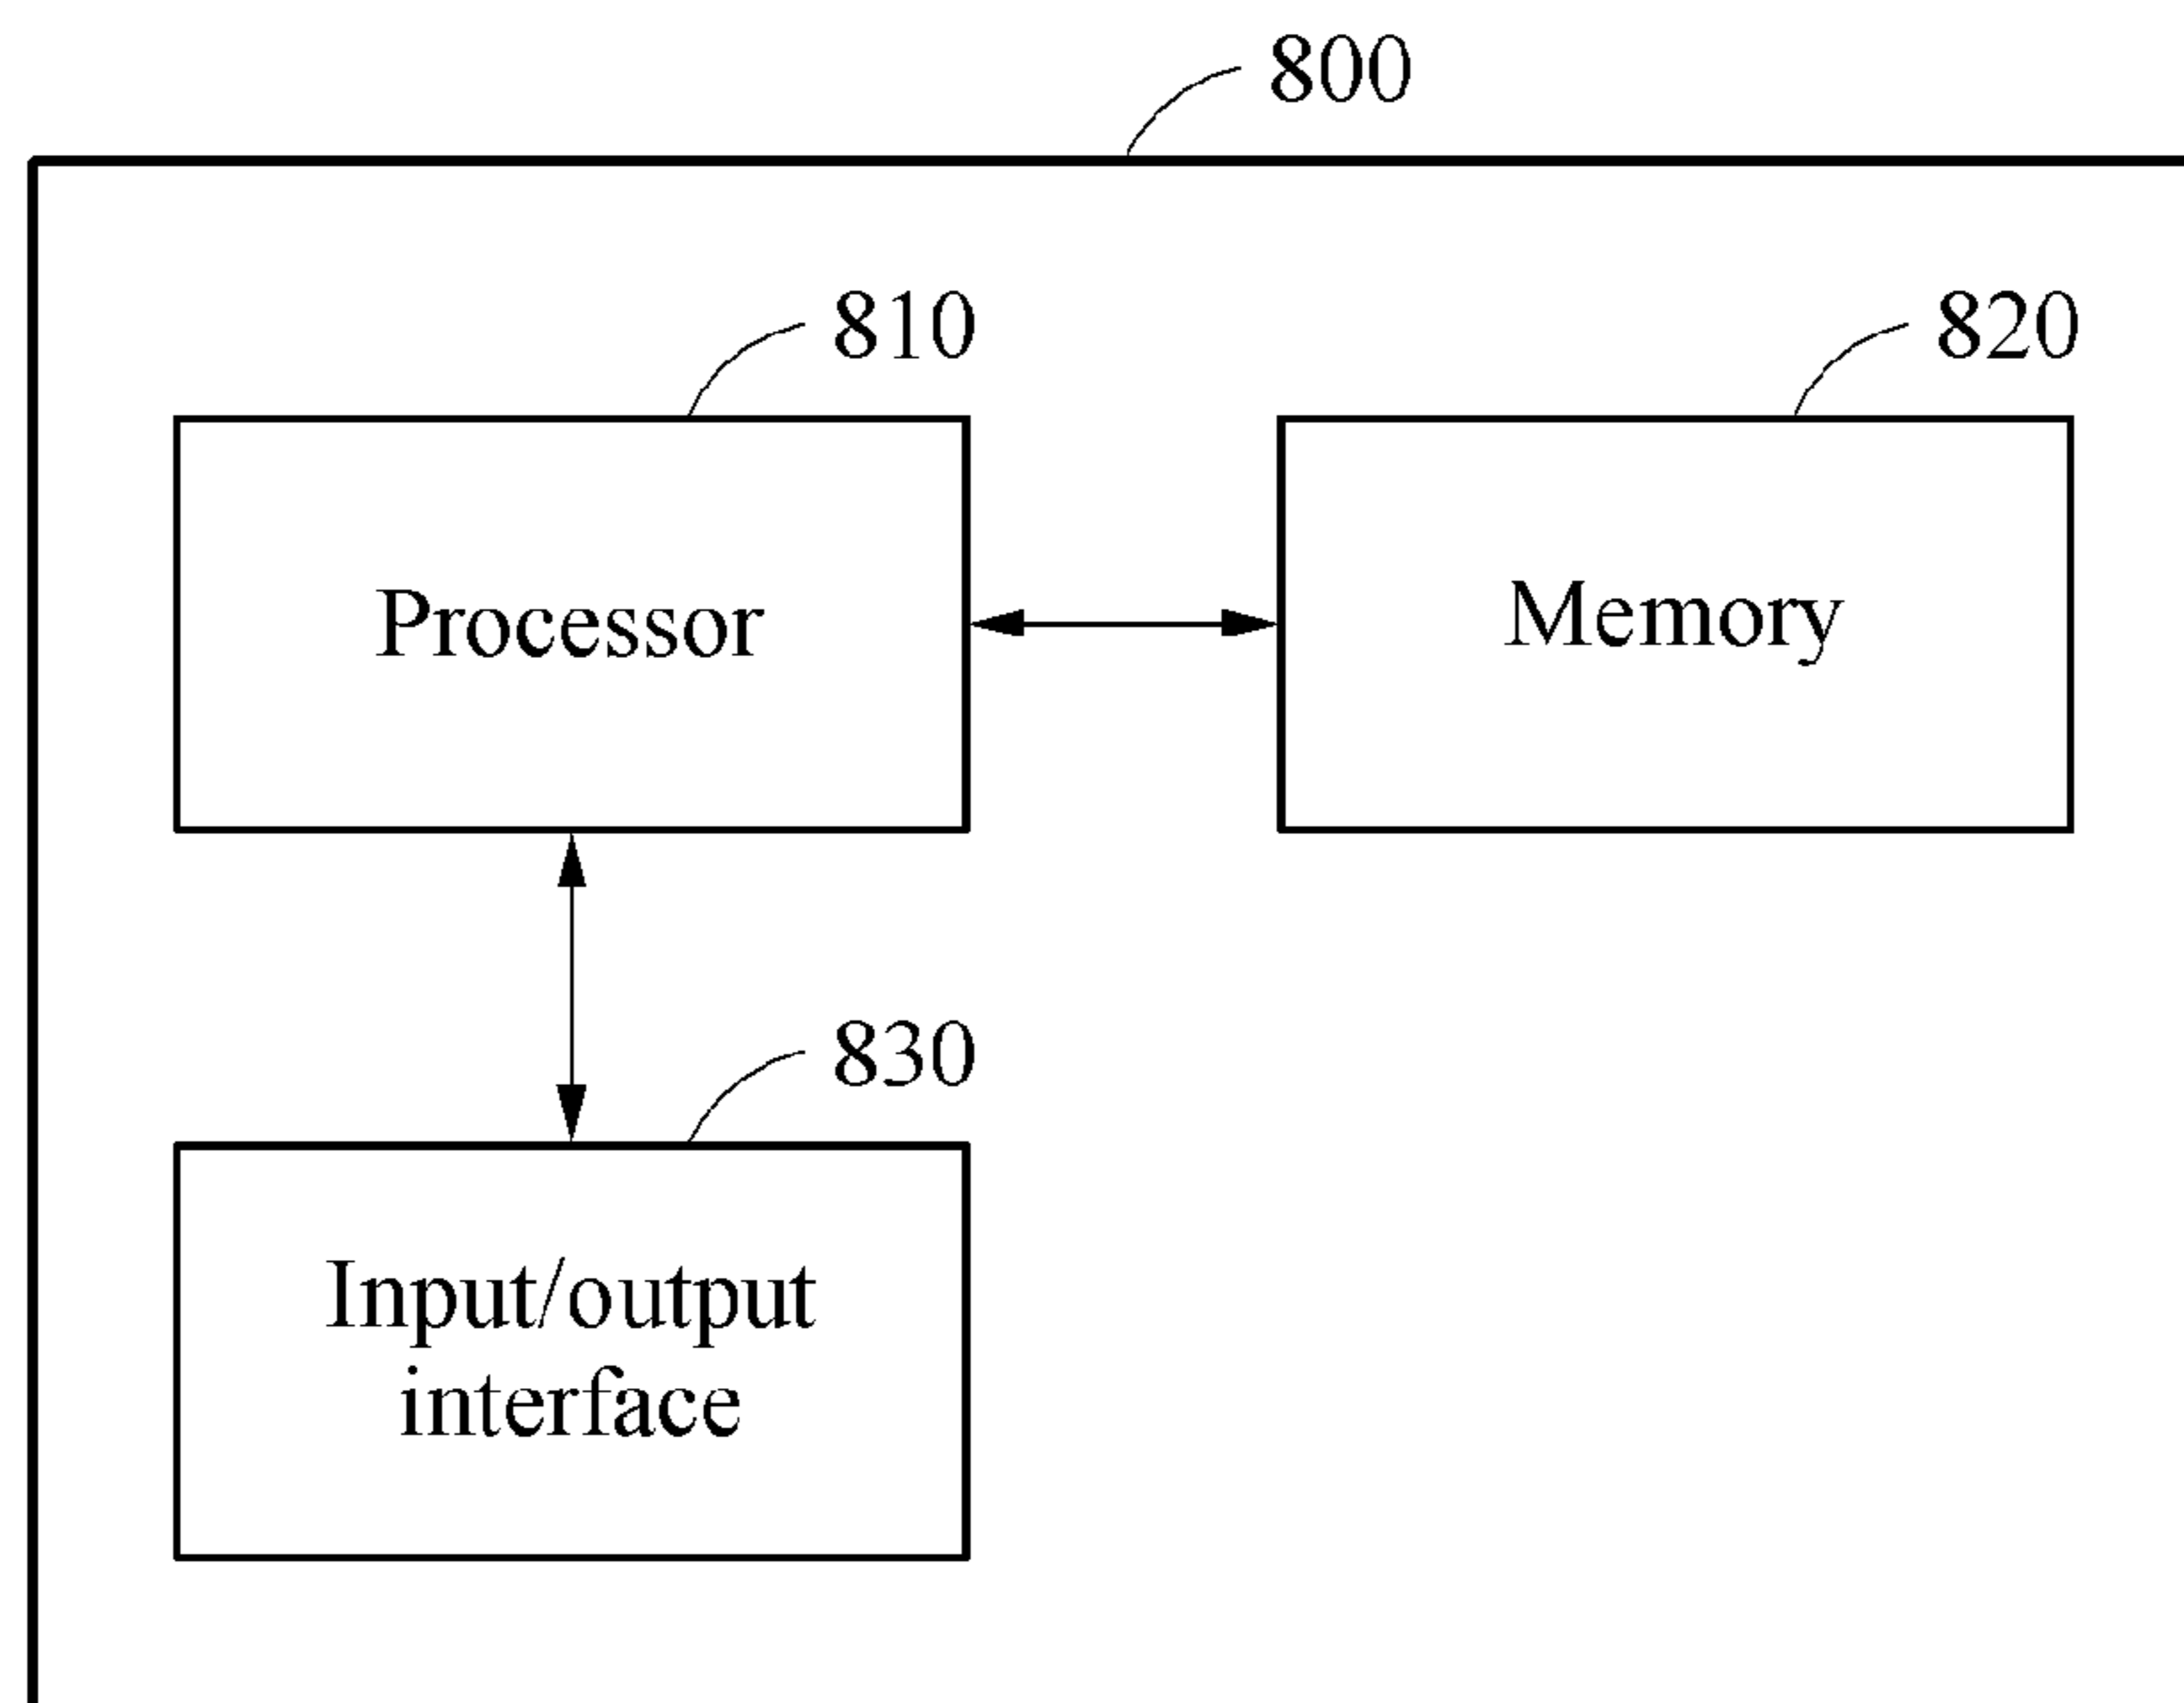 800
810
820
Processor
Memory
830
Input/output
interface